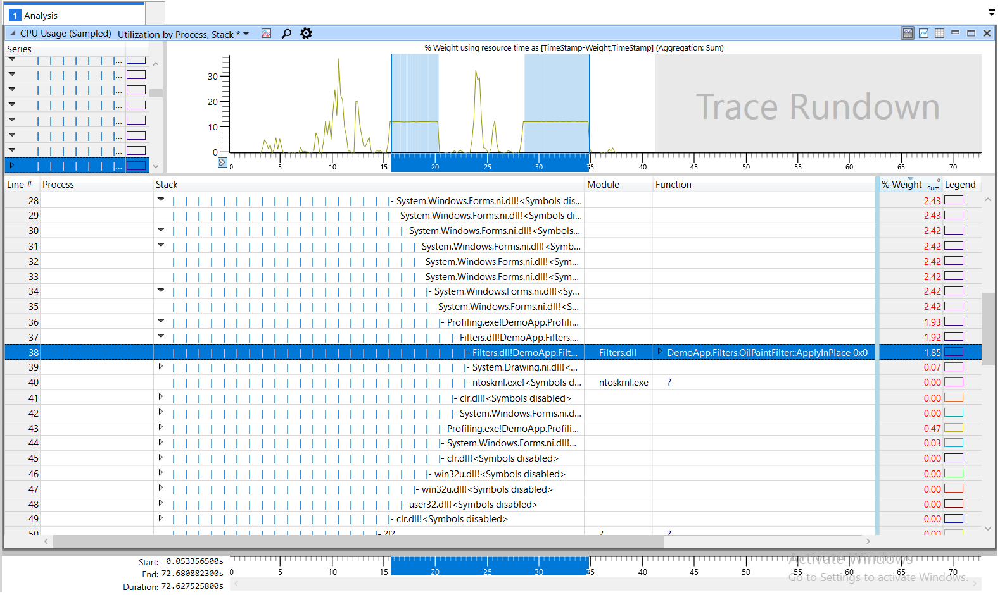 1 Analysis
CPU Usage (Sampled) Utilization by Process, Stack *
Series
% Weight using resource time as [TimeStamp-Weight,TimeStamp] (Aggregation: Sum)
...
...
...
...
...
...
...
...
30
20
10
0
Trace Rundown
0 5 10 15 20 25 30 35 40 45 50 55 60 65 70
Line # Process Stack Module Function % Weight 0 Sum Legend
28 |- System.Windows.Forms.ni.dll!<Symbols dis... 2.43
29 System.Windows.Forms.ni.dll!<Symbols di... 2.43
30 |- System.Windows.Forms.ni.dll!<Symbols... 2.42
31 |- System.Windows.Forms.ni.dll!<Symb... 2.42
32 System.Windows.Forms.ni.dll!<Sym... 2.42
33 System.Windows.Forms.ni.dll!<Sym... 2.42
34 |- System.Windows.Forms.ni.dll!<Sy... 2.42
35 System.Windows.Forms.ni.dll!<S... 2.42
36 |- Profiling.exe!DemoApp.Profili... 1.93
37 |- Filters.dll!DemoApp.Filters.... 1.92
38 |- Filters.dll!DemoApp.Filt... Filters.dll DemoApp.Filters.OilPaintFilter::ApplyInPlace 0x0 1.85
39 |- System.Drawing.ni.dll!<... 0.07
40 |- ntoskrnl.exe!<Symbols d... ntoskrnl.exe ? 0.00
41 |- clr.dll!<Symbols disabled> 0.00
42 |- System.Windows.Forms.ni.d... 0.00
43 |- Profiling.exe!DemoApp.Profili... 0.47
44 |- System.Windows.Forms.ni.dll!... 0.03
45 |- clr.dll!<Symbols disabled> 0.00
46 |- win32u.dll!<Symbols disabled> 0.00
47 |- win32u.dll!<Symbols disabled> 0.00
48 |- user32.dll!<Symbols disabled> 0.00
49 |- clr.dll!<Symbols disabled> 0.00
50 |- ?!? ? ? 0.00
Start: 0.053356500s
End: 72.680882300s
Duration: 72.627525800s
0 5 10 15 20 25 30 35 40 45 50 55 60 65 70
Activate Windows
Go to Settings to activate Windows.